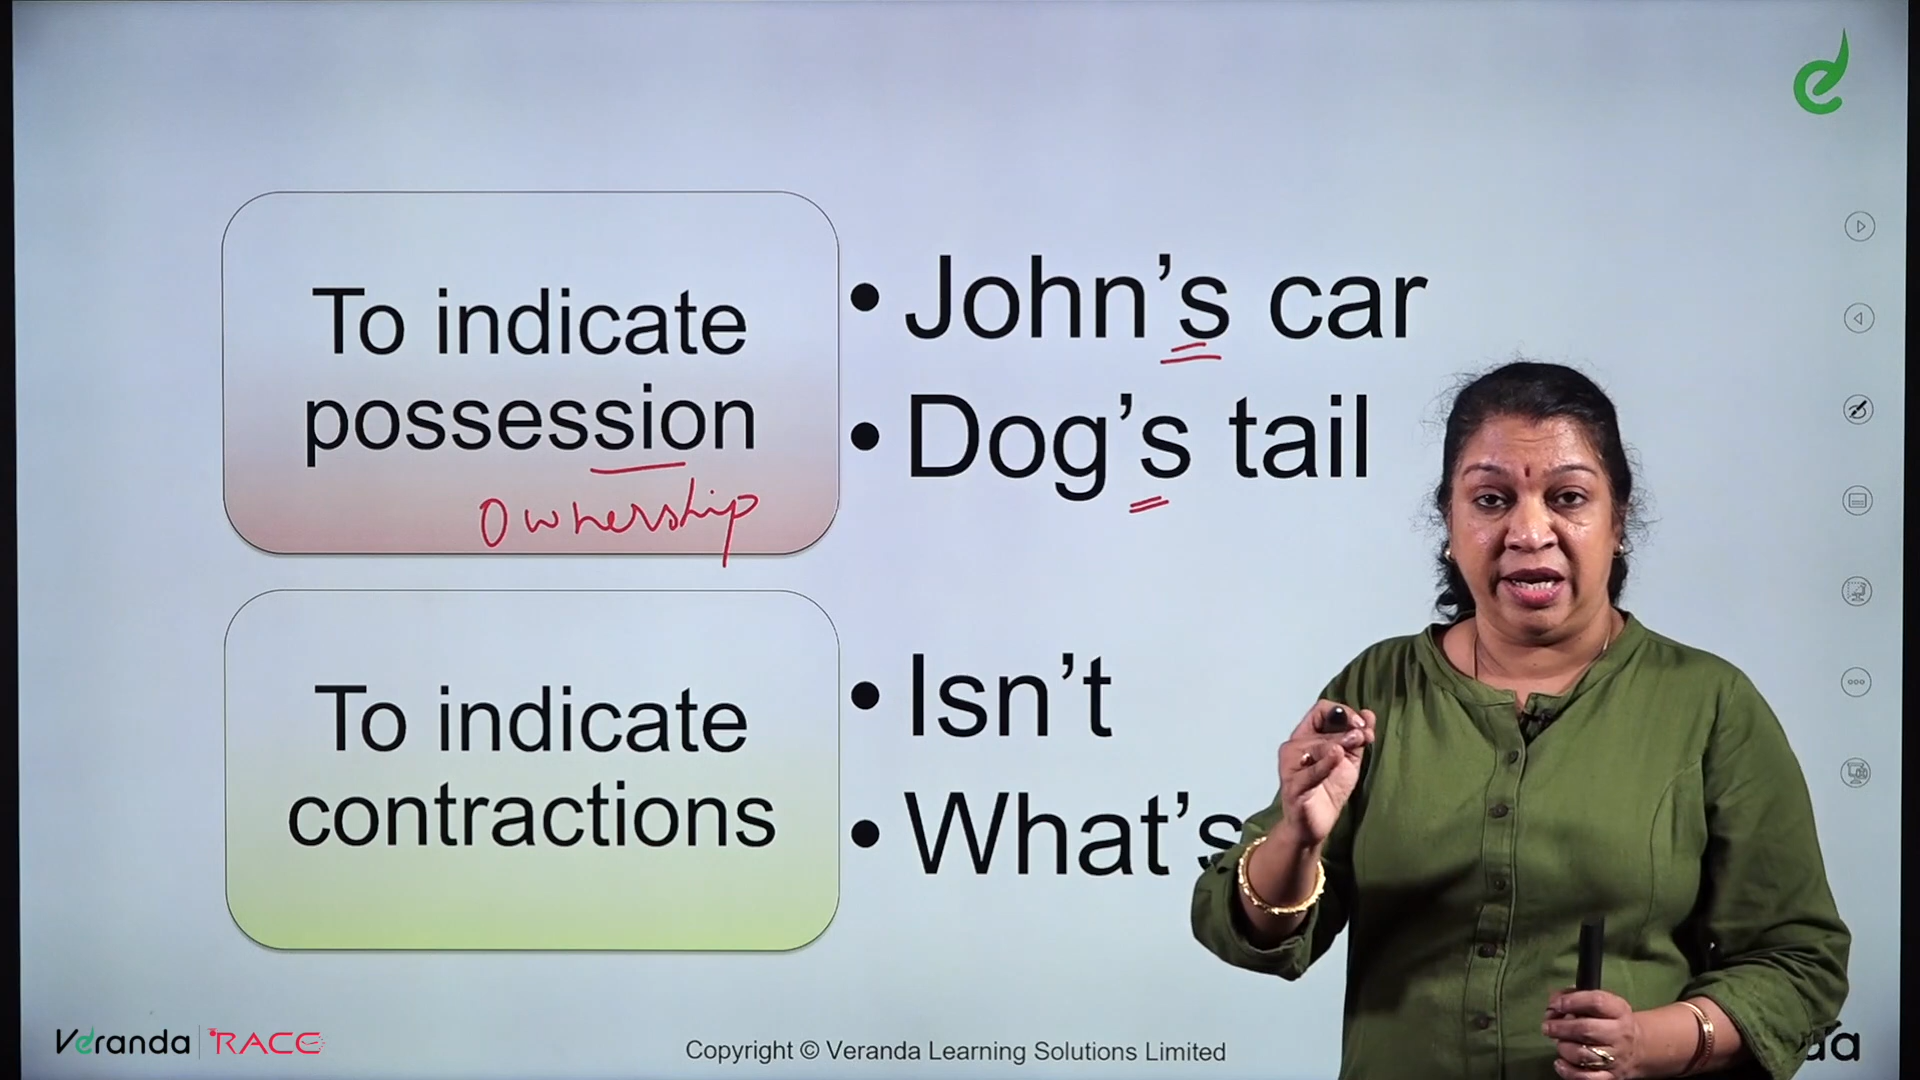 To indicate
possession
Ownership
• John’s car
• Dog’s tail
To indicate
contractions
• Isn’t
• What’s
Veranda | RACE
Copyright © Veranda Learning Solutions Limited